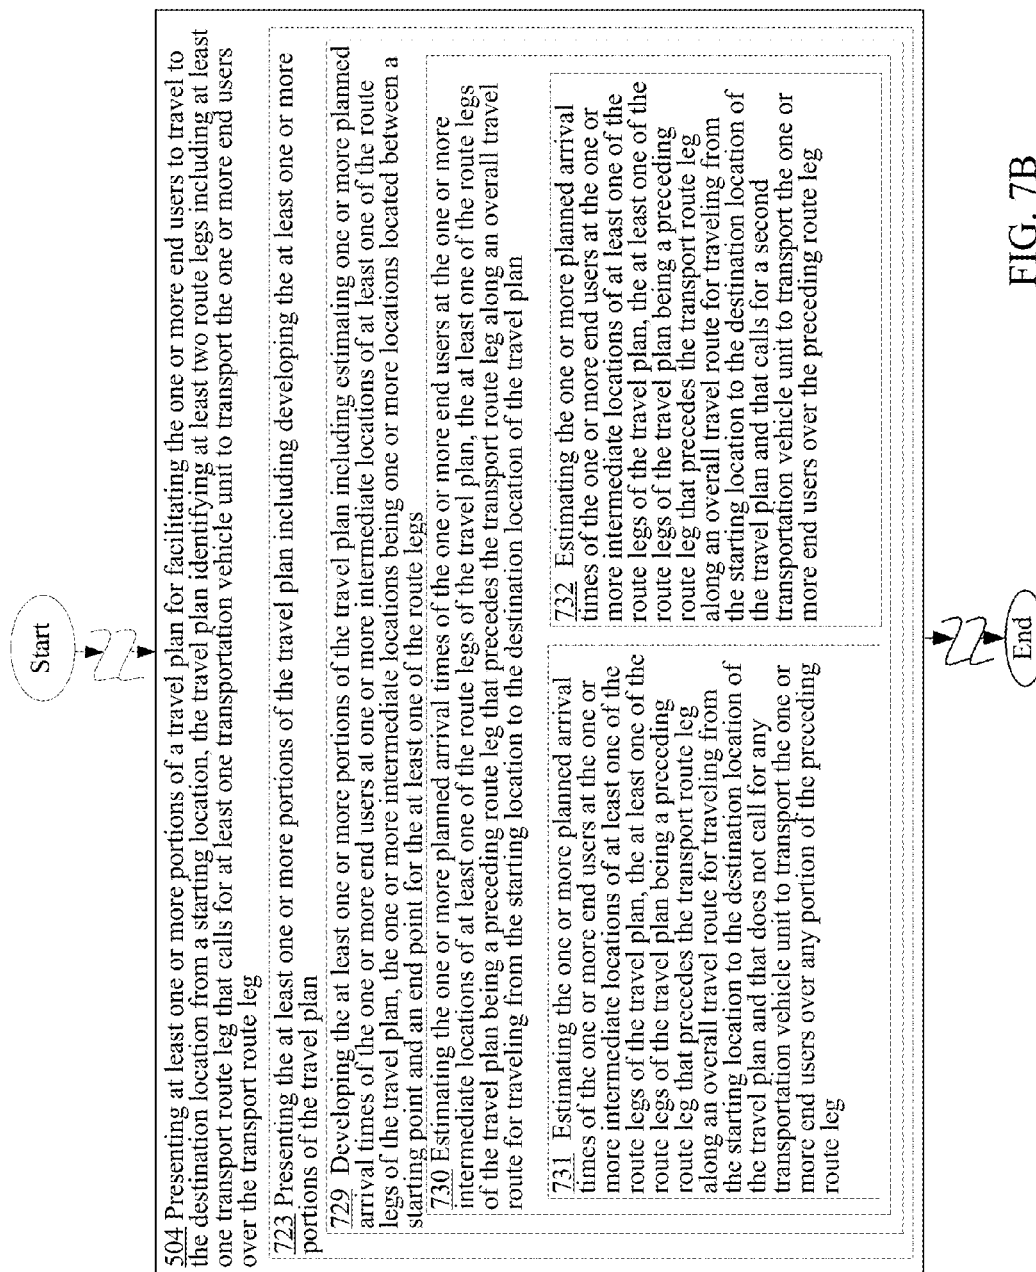 Start
504 Presenting at least one or more portions of a travel plan for facilitating the one or more end users to travel to
the destination location from a starting location, the travel plan identifying at least two route legs including at least
one transport route leg that calls for at least one transportation vehicle unit to transport the one or more end users
over the transport route leg
723 Presenting the at least one or more portions of the travel plan including developing the at least one or more
portions of the travel plan
729 Developing the at least one or more portions of the travel plan including estimating one or more planned
arrival times of the one or more end users at one or more intermediate locations of at least one of the route
legs of the travel plan, the one or more intermediate locations being one or more locations located between a
starting point and an end point for the at least one of the route legs
730 Estimating the one or more planned arrival times of the one or more end users at the one or more
intermediate locations of at least one of the route legs of the travel plan, the at least one of the route legs
of the travel plan being a preceding route leg that precedes the transport route leg along an overall travel
route for traveling from the starting location to the destination location of the travel plan
731 Estimating the one or more planned arrival
times of the one or more end users at the one or
more intermediate locations of at least one of the
route legs of the travel plan, the at least one of the
route legs of the travel plan being a preceding
route leg that precedes the transport route leg
along an overall travel route for traveling from
the starting location to the destination location of
the travel plan and that does not call for any
transportation vehicle unit to transport the one or
more end users over any portion of the preceding
route leg
732 Estimating the one or more planned arrival
times of the one or more end users at the one or
more intermediate locations of at least one of the
route legs of the travel plan, the at least one of the
route legs of the travel plan being a preceding
route leg that precedes the transport route leg
along an overall travel route for traveling from
the starting location to the destination location of
the travel plan and that calls for a second
transportation vehicle unit to transport the one or
more end users over the preceding route leg
End
FIG. 7B